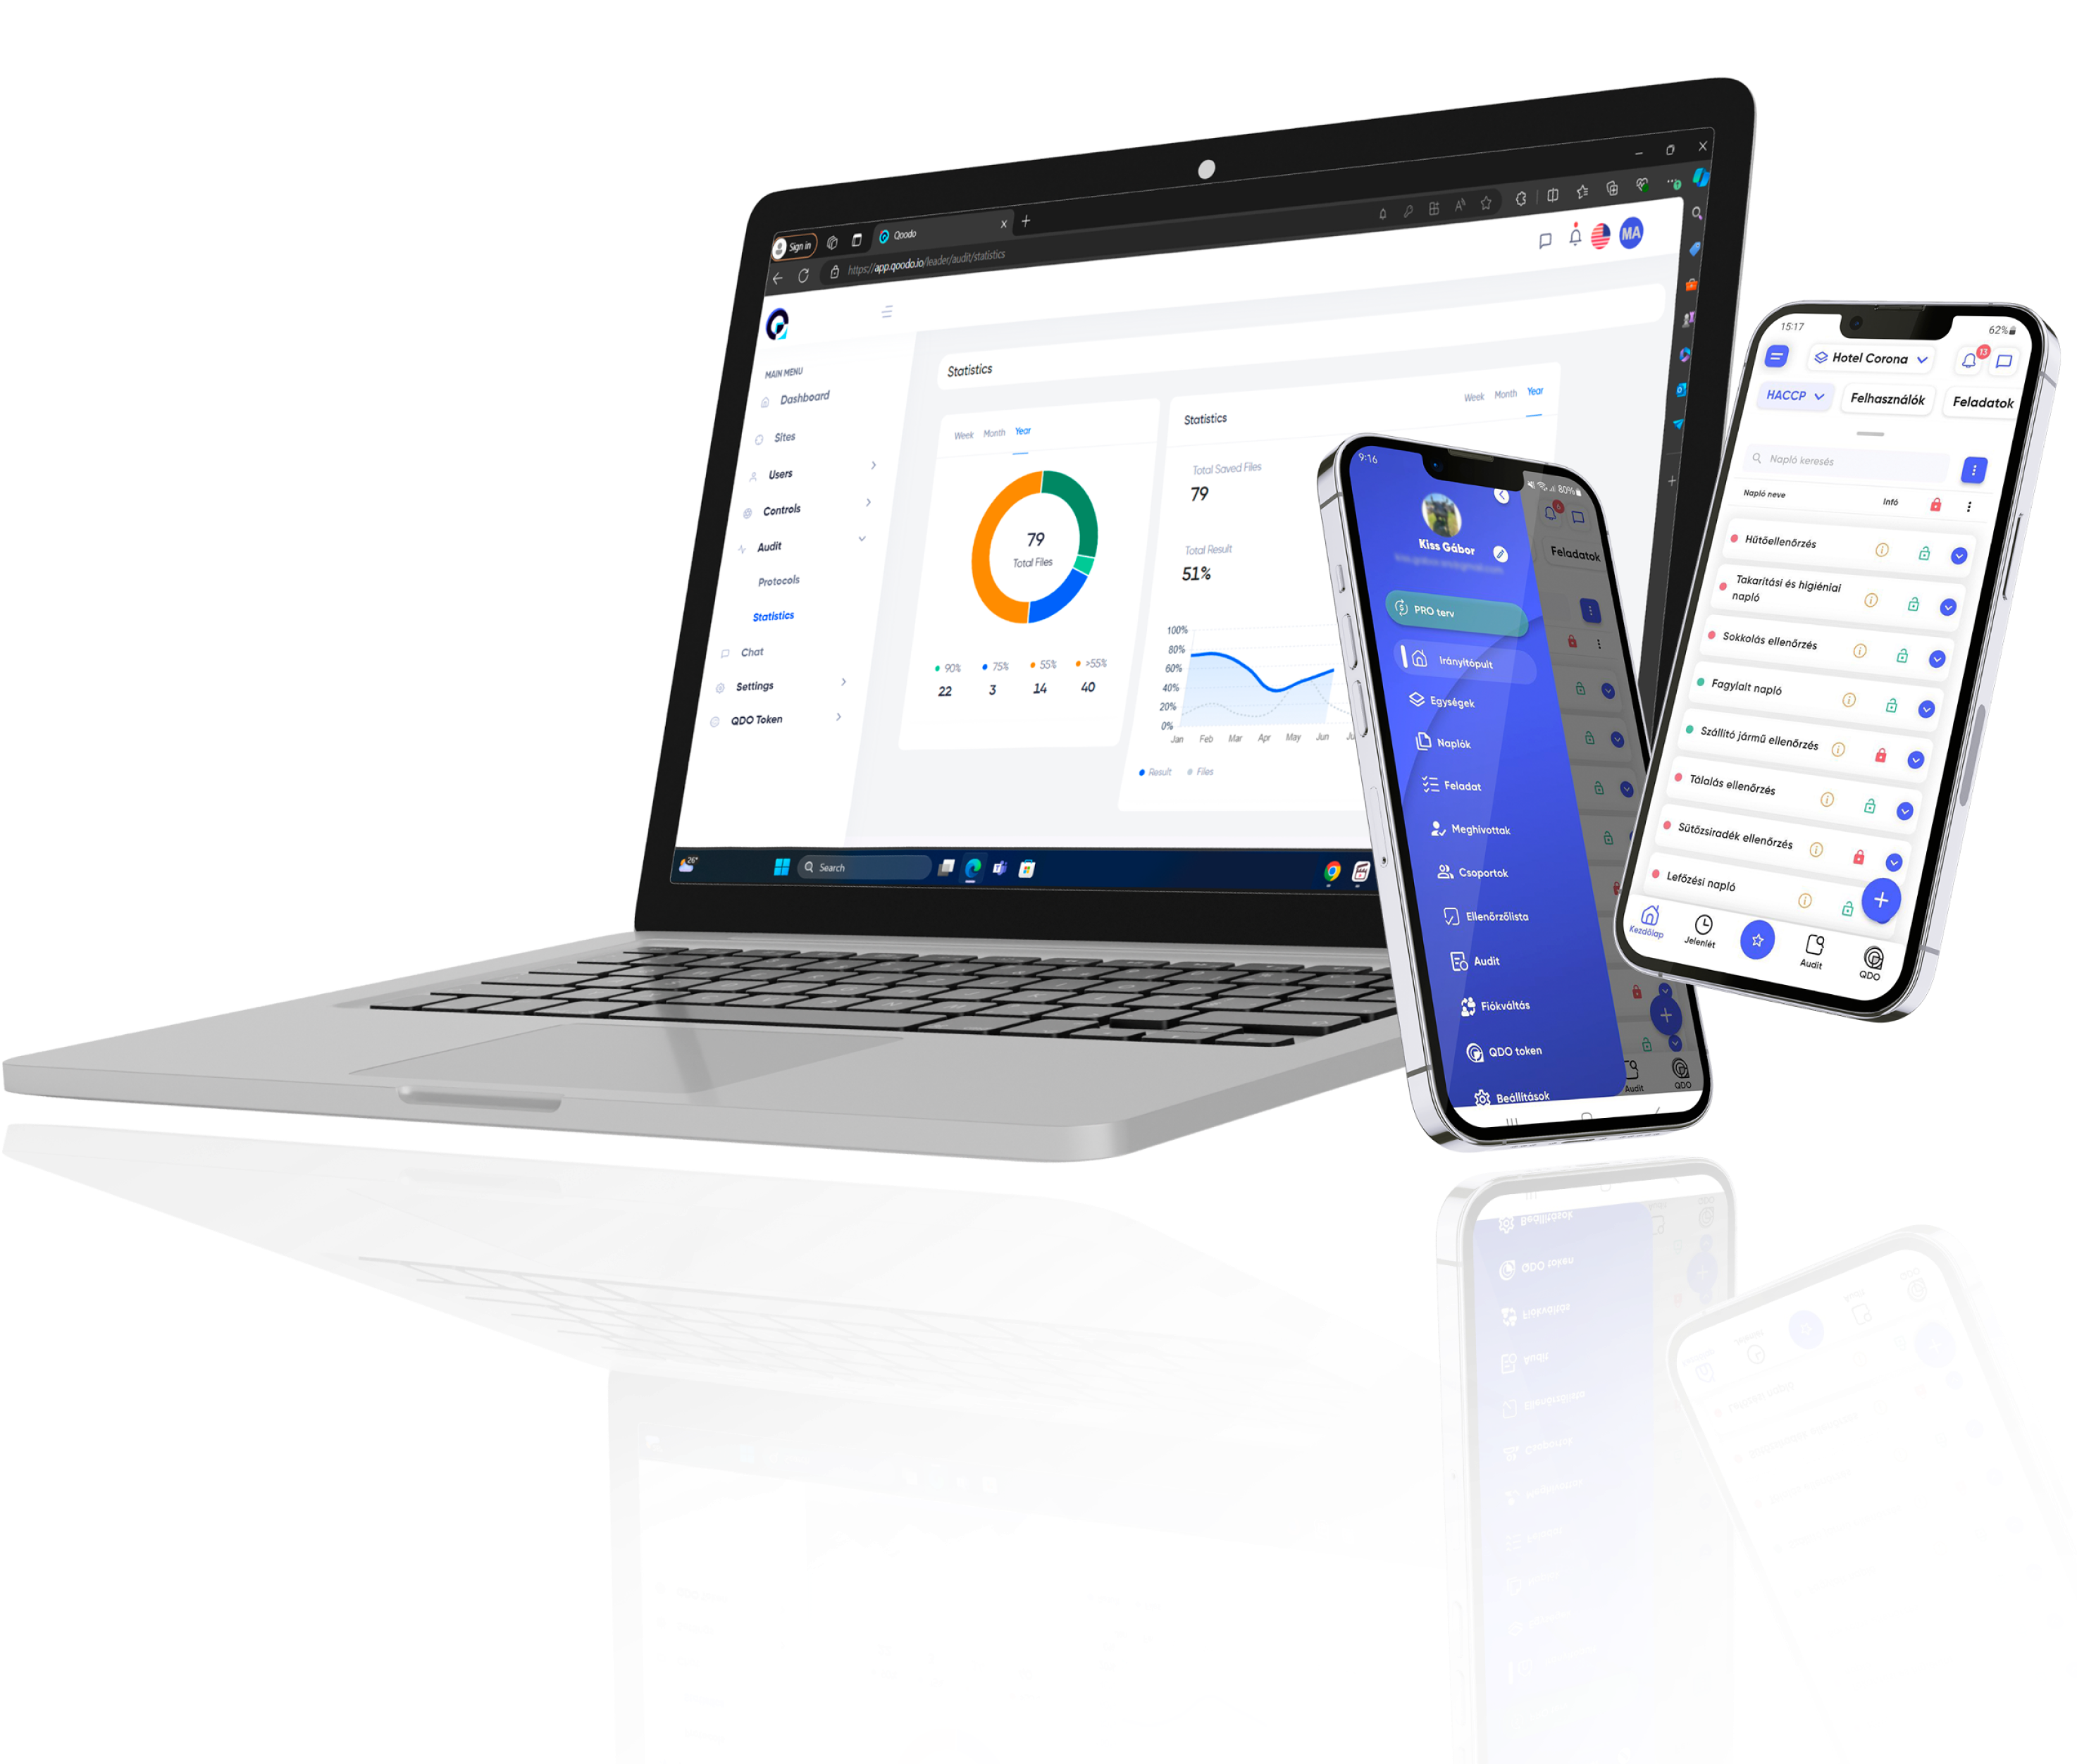 Sign in
Qoodo
https://app.qoodo.io/leader/audit/statistics
MA
MAIN MENU
Dashboard
Sites
Users
Controls
Audit
Protocols
Statistics
Chat
Settings
QDO Token
Statistics
Week Month Year
79
Total Files
90% 75% 55% >55%
22 3 14 40
Statistics
Week Month Year
Total Saved Files
79
Total Result
51%
100%
80%
60%
40%
20%
0%
Jan Feb Mar Apr May Jun
Result Files
26°
Search
9:16
80%
Kiss Gábor
PRO terv
Irányítópult
Egységek
Naplók
Feladat
Meghívottak
Csoportok
Ellenőrzőlista
Audit
Fiókváltás
QDO token
Beállítások
Feladatok
Audit
QDO
15:17
62%
Hotel Corona
13
HACCP
Felhasználók
Feladatok
Napló keresés
Napló neve
Infó
Hűtőellenőrzés
Takarítási és higiéniai
napló
Sokkolás ellenőrzés
Fagylalt napló
Szállító jármű ellenőrzés
Tálalás ellenőrzés
Sütőzsiradék ellenőrzés
Lefőzési napló
Kezdőlap
Jelenlét
Audit
QDO